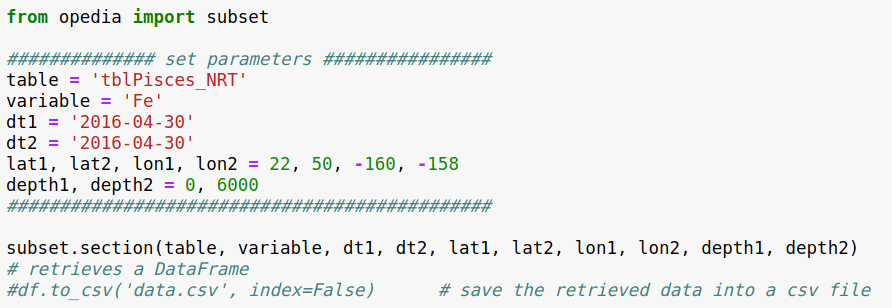 from opedia import subset
############## set parameters ################
table = 'tblPisces_NRT'
variable = 'Fe'
dt1 = '2016-04-30'
dt2 = '2016-04-30'
lat1, lat2, lon1, lon2 = 22, 50, -160, -158
depth1, depth2 = 0, 6000
##############################################
subset.section(table, variable, dt1, dt2, lat1, lat2, lon1, lon2, depth1, depth2)
# retrieves a DataFrame
#df.to_csv('data.csv', index=False)      # save the retrieved data into a csv file